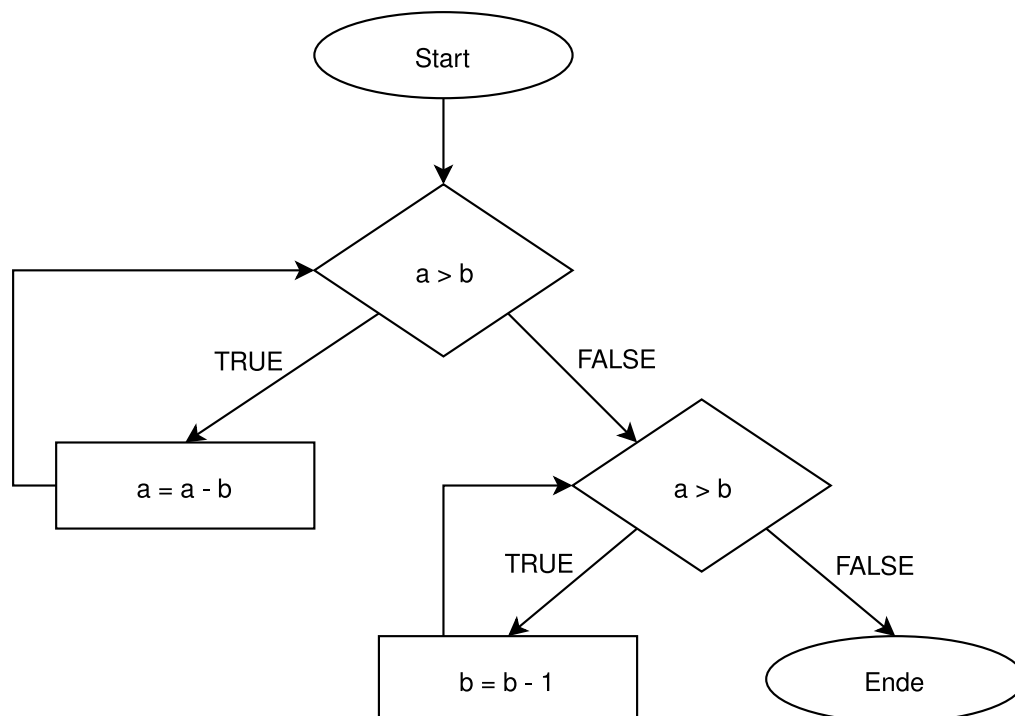 Start
a > b
TRUE
FALSE
a = a - b
a > b
TRUE
FALSE
b = b - 1
Ende